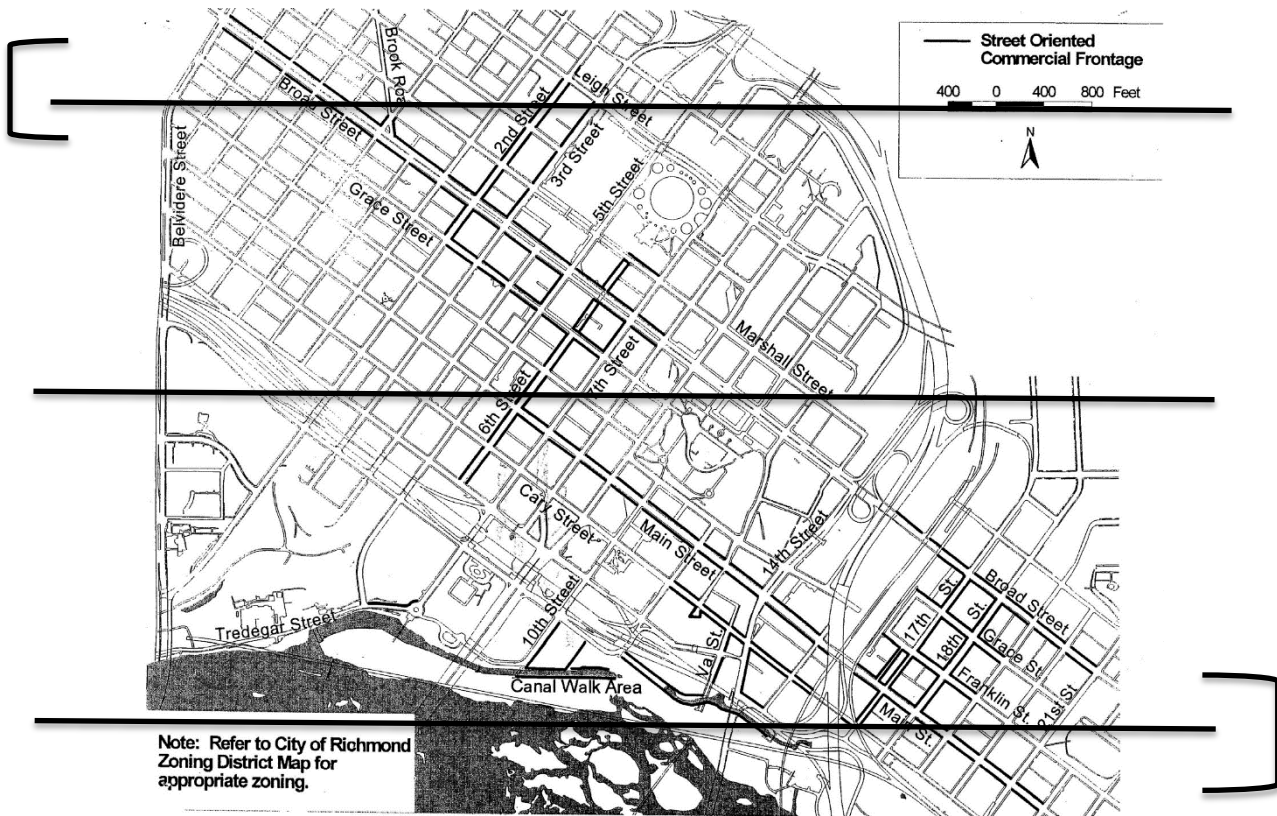 Street Oriented
Commercial Frontage
400 0 400 800 Feet
N
Brook Road
Broad Street
Leigh Street
2nd Street
3rd Street
5th Street
Belvidere Street
Grace Street
Marshall Street
6th Street
7th Street
Cary Street
Main Street
14th Street
10th Street
Tredegar Street
Canal Walk Area
Va. St.
17th St.
18th St.
Broad Street
Grace St.
Franklin St.
21st St
Main St.
Note: Refer to City of Richmond
Zoning District Map for
appropriate zoning.